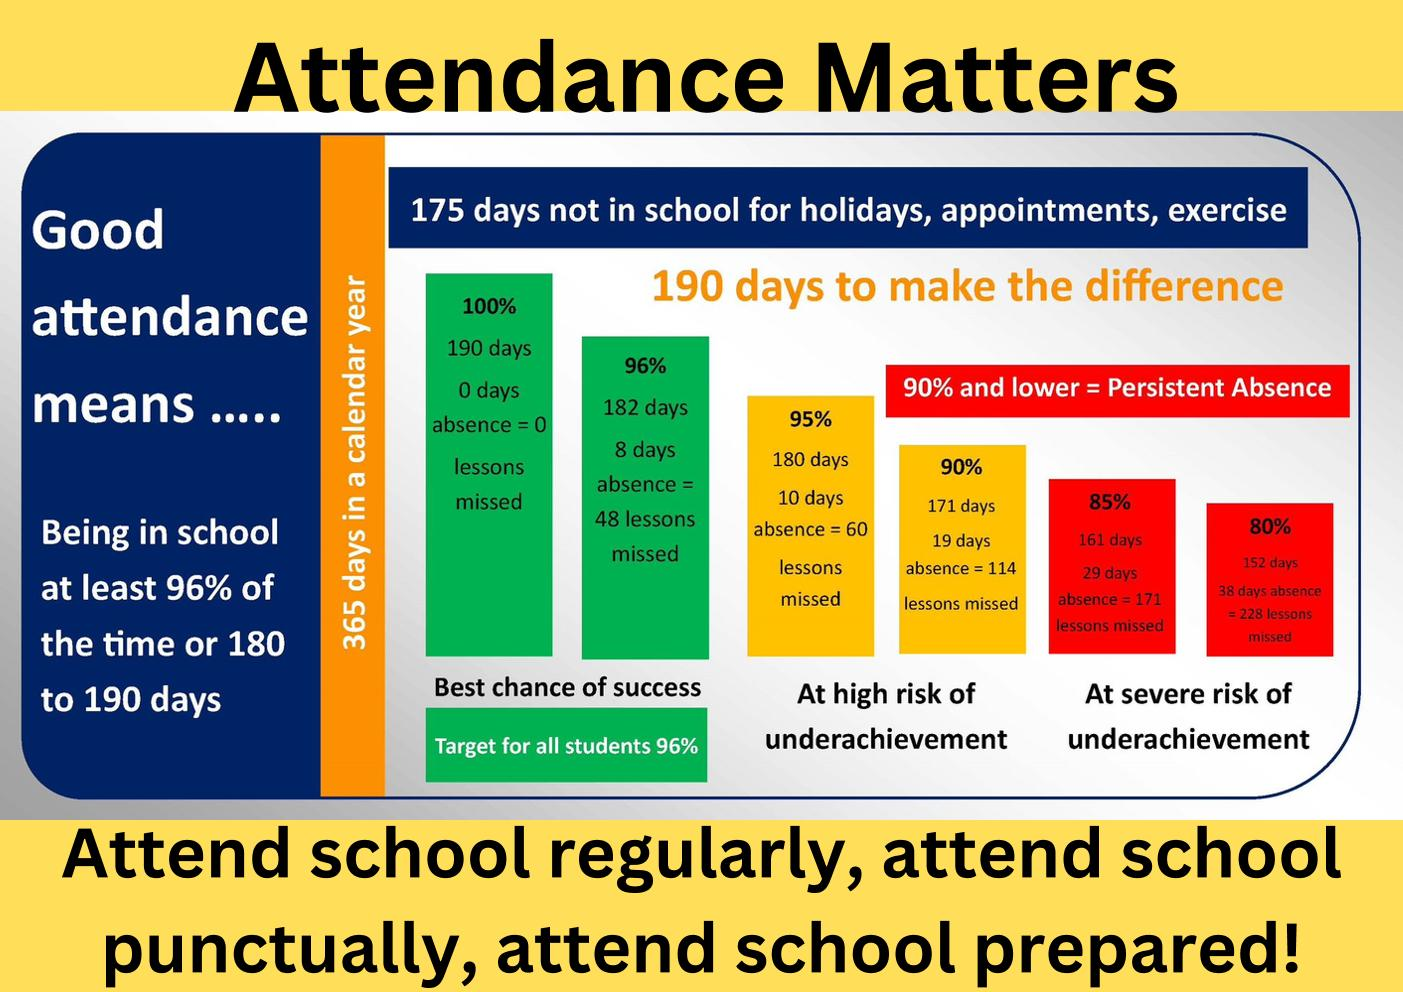 Attendance Matters
Good
attendance
means .....
Being in school
at least 96% of
the time or 180
to 190 days
365 days in a calendar year
175 days not in school for holidays, appointments, exercise
190 days to make the difference
100%
190 days
0 days
absence = 0
lessons
missed
96%
182 days
8 days
absence =
48 lessons
missed
Best chance of success
Target for all students 96%
90% and lower = Persistent Absence
95%
180 days
10 days
absence = 60
lessons
missed
90%
171 days
19 days
absence = 114
lessons missed
At high risk of
underachievement
85%
161 days
29 days
absence = 171
lessons missed
80%
152 days
38 days absence
= 228 lessons
missed
At severe risk of
underachievement
Attend school regularly, attend school
punctually, attend school prepared!